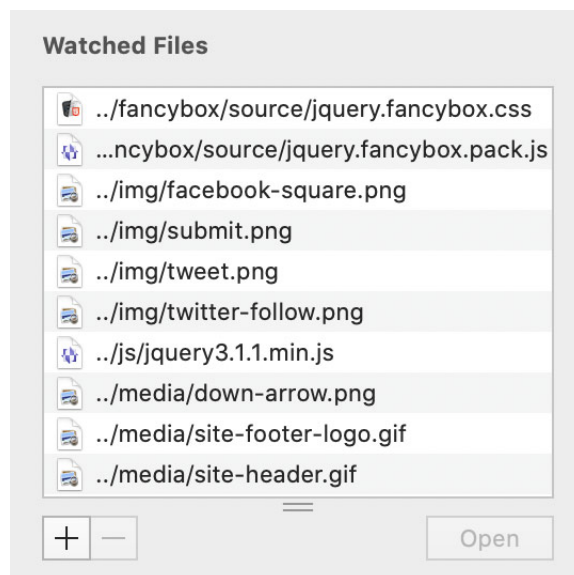 Watched Files
../fancybox/source/jquery.fancybox.css
...ncybox/source/jquery.fancybox.pack.js
../img/facebook-square.png
../img/submit.png
../img/tweet.png
../img/twitter-follow.png
../js/jquery3.1.1.min.js
../media/down-arrow.png
../media/site-footer-logo.gif
../media/site-header.gif
Open